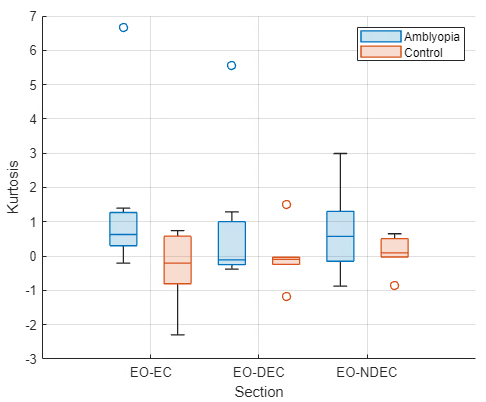 Kurtosis
7
6
5
4
3
2
1
0
-1
-2
-3
Amblyopia
Control
EO-EC
EO-DEC
EO-NDEC
Section